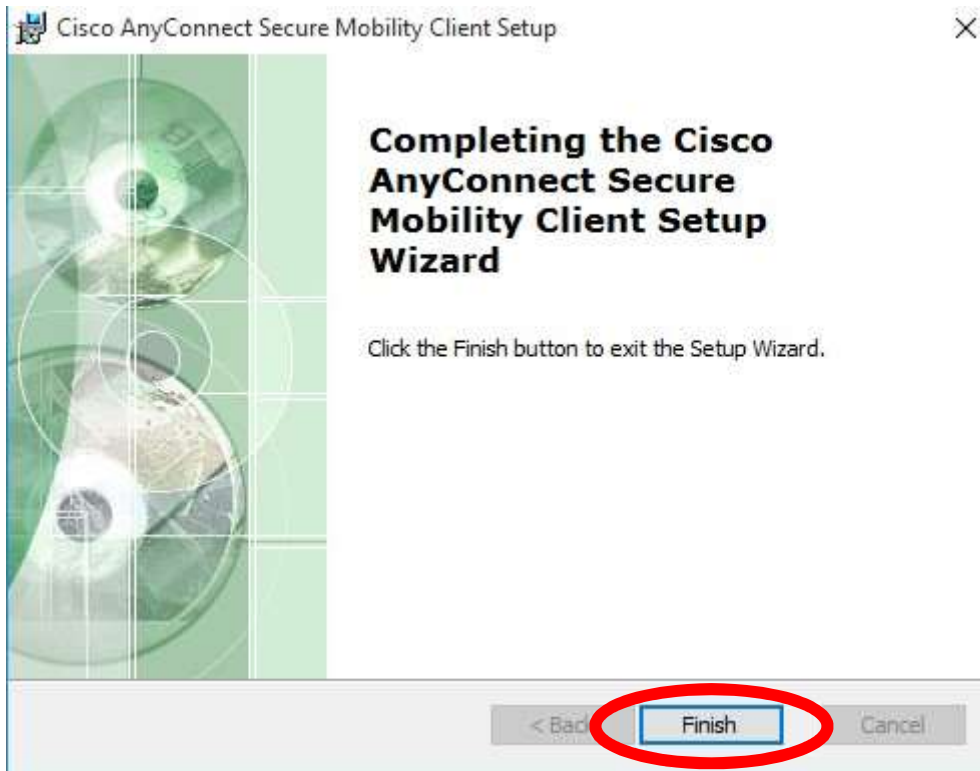 Cisco AnyConnect Secure Mobility Client Setup
Completing the Cisco
AnyConnect Secure
Mobility Client Setup
Wizard
Click the Finish button to exit the Setup Wizard.
< Back Finish Cancel